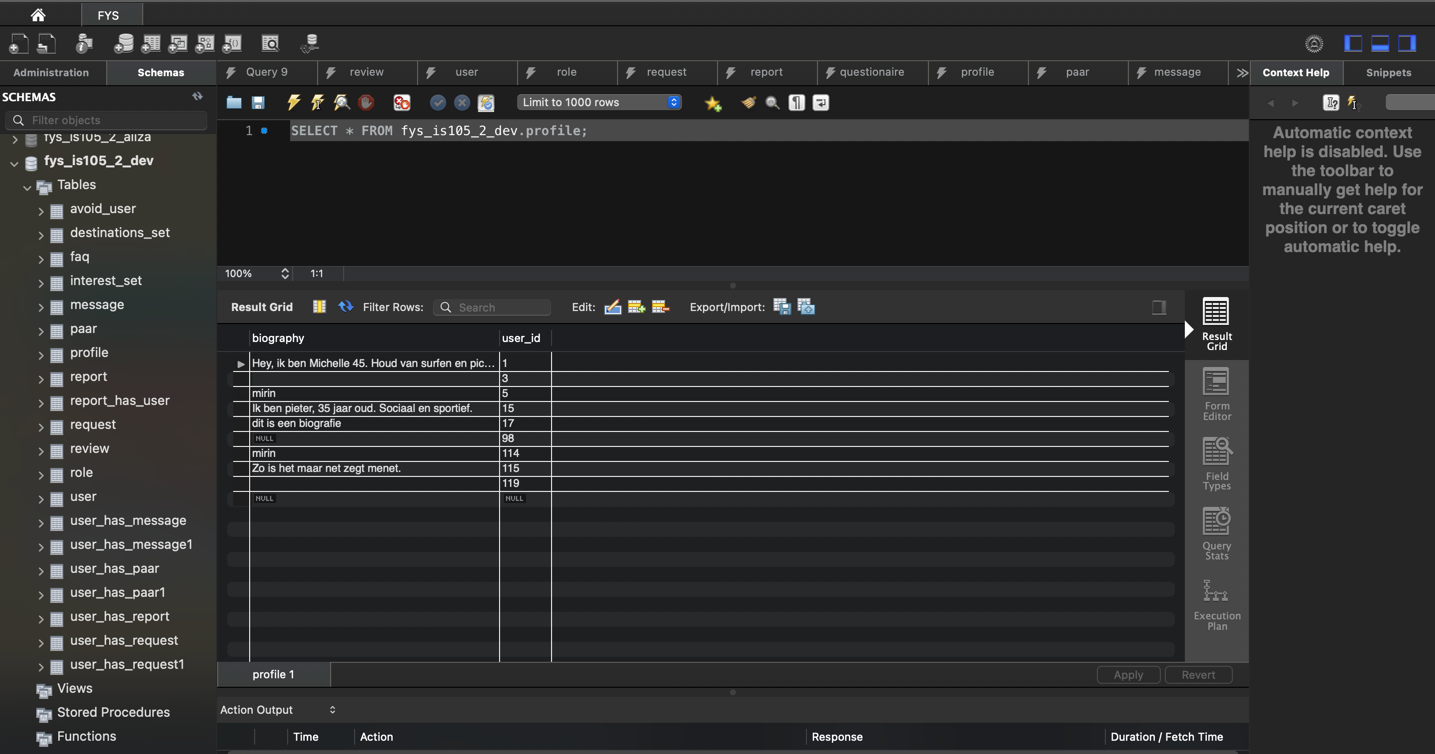 FYS
Administration
Schemas
Query 9
review
user
role
request
report
questionaire
profile
paar
message
Context Help
Snippets
SCHEMAS
Filter objects
Limit to 1000 rows
fys_is105_2_aliza
fys_is105_2_dev
Tables
avoid_user
destinations_set
faq
interest_set
message
paar
profile
report
report_has_user
request
review
role
user
user_has_message
user_has_message1
user_has_paar
user_has_paar1
user_has_report
user_has_request
user_has_request1
Views
Stored Procedures
Functions
1
SELECT * FROM fys_is105_2_dev.profile;
100%
1:1
Result Grid
Filter Rows:
Search
Edit:
Export/Import:
biography user_id
Hey, ik ben Michelle 45. Houd van surfen en pic... 1
3
mirin 5
Ik ben pieter, 35 jaar oud. Sociaal en sportief. 15
dit is een biografie 17
NULL 98
mirin 114
Zo is het maar net zegt menet. 115
119
NULL NULL
Result
Grid
Form
Editor
Field
Types
Query
Stats
Execution
Plan
profile 1
Apply
Revert
Action Output
Time
Action
Response
Duration / Fetch Time
Automatic context
help is disabled. Use
the toolbar to
manually get help for
the current caret
position or to toggle
automatic help.